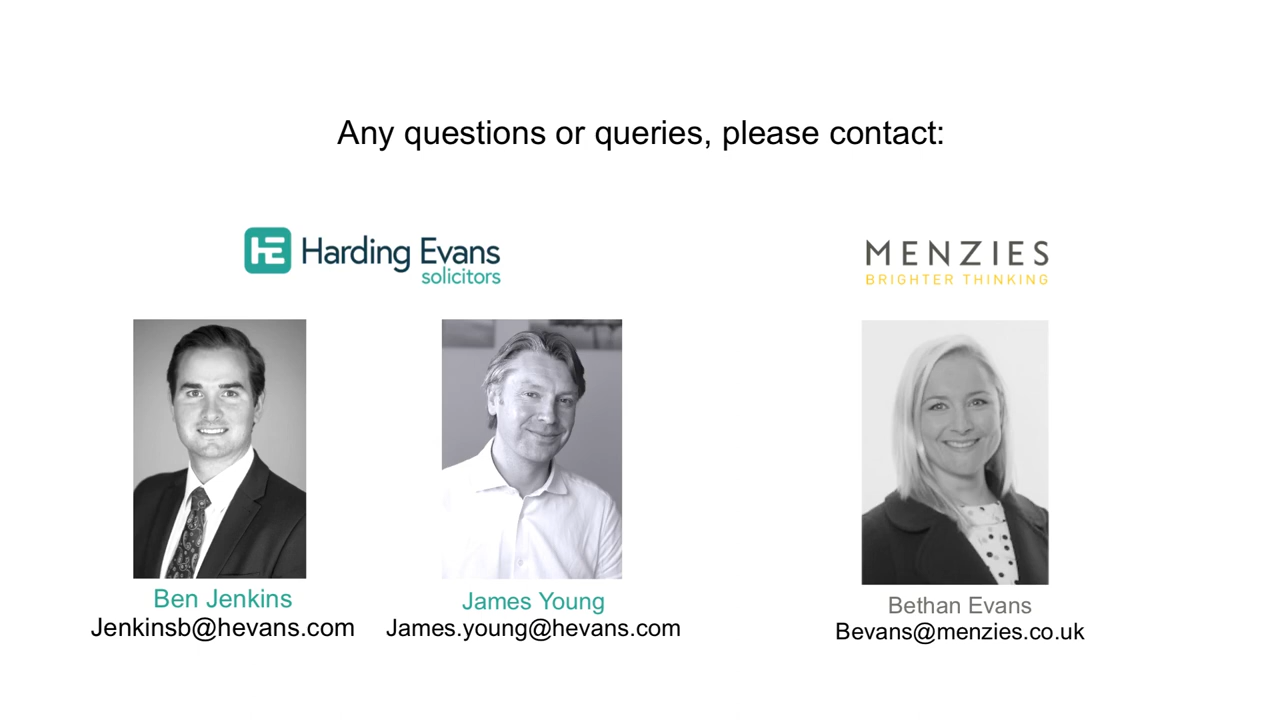 Any questions or queries, please contact:
HE Harding Evans
solicitors
MENZIES
BRIGHTER THINKING
Ben Jenkins
Jenkinsb@hevans.com
James Young
James.young@hevans.com
Bethan Evans
Bevans@menzies.co.uk